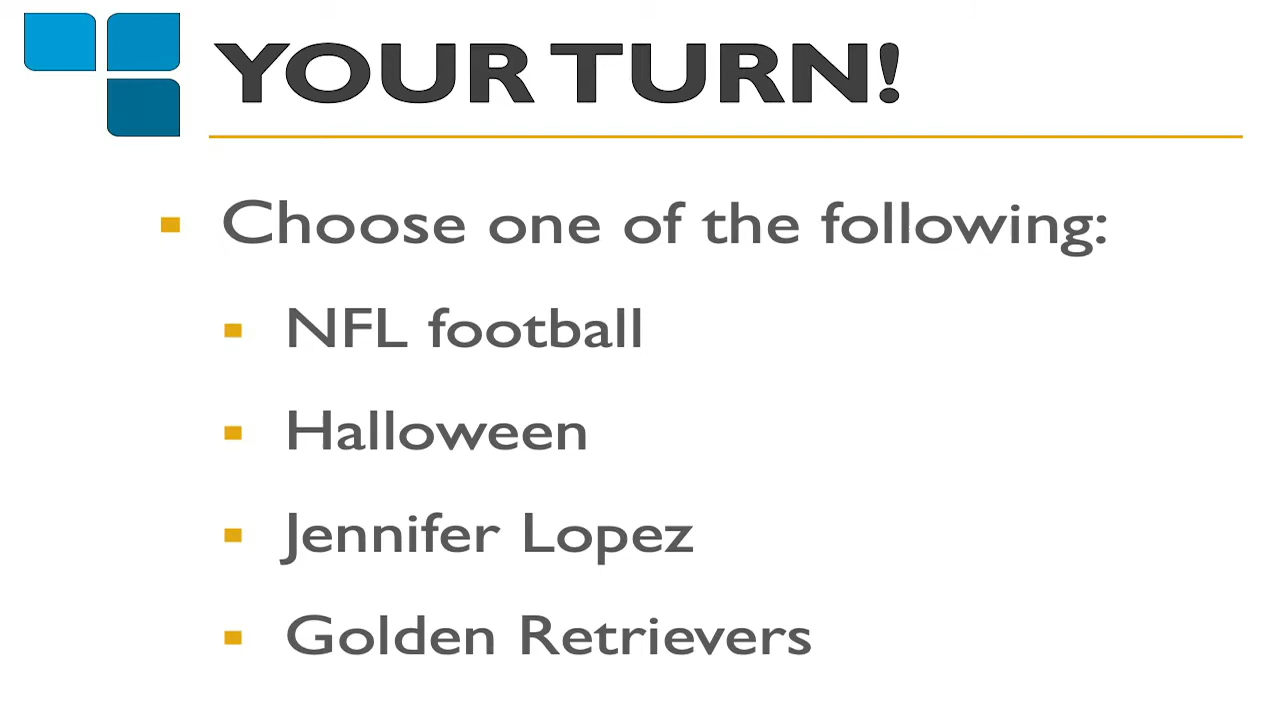 YOUR TURN!
Choose one of the following:
NFL football
Halloween
Jennifer Lopez
Golden Retrievers